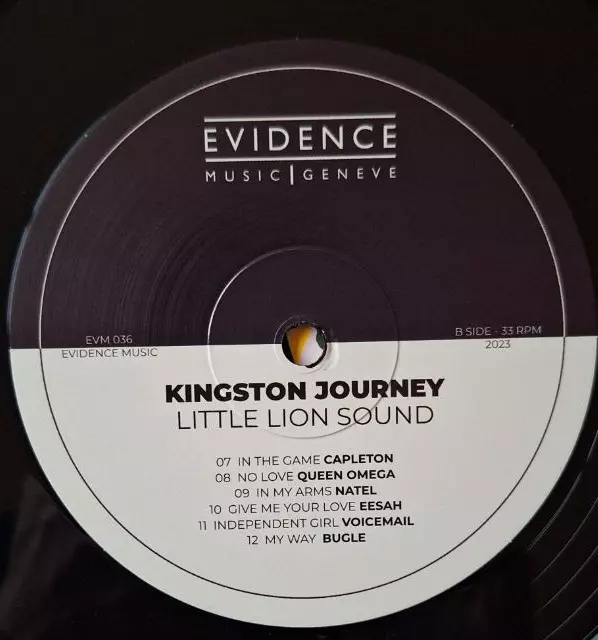 EVIDENCE
MUSIC | GENEVE
EVM 036
EVIDENCE MUSIC
B SIDE - 33 RPM
2023
KINGSTON JOURNEY
LITTLE LION SOUND
07 IN THE GAME CAPLETON
08 NO LOVE QUEEN OMEGA
09 IN MY ARMS NATEL
10 GIVE ME YOUR LOVE EESAH
11 INDEPENDENT GIRL VOICEMAIL
12 MY WAY BUGLE